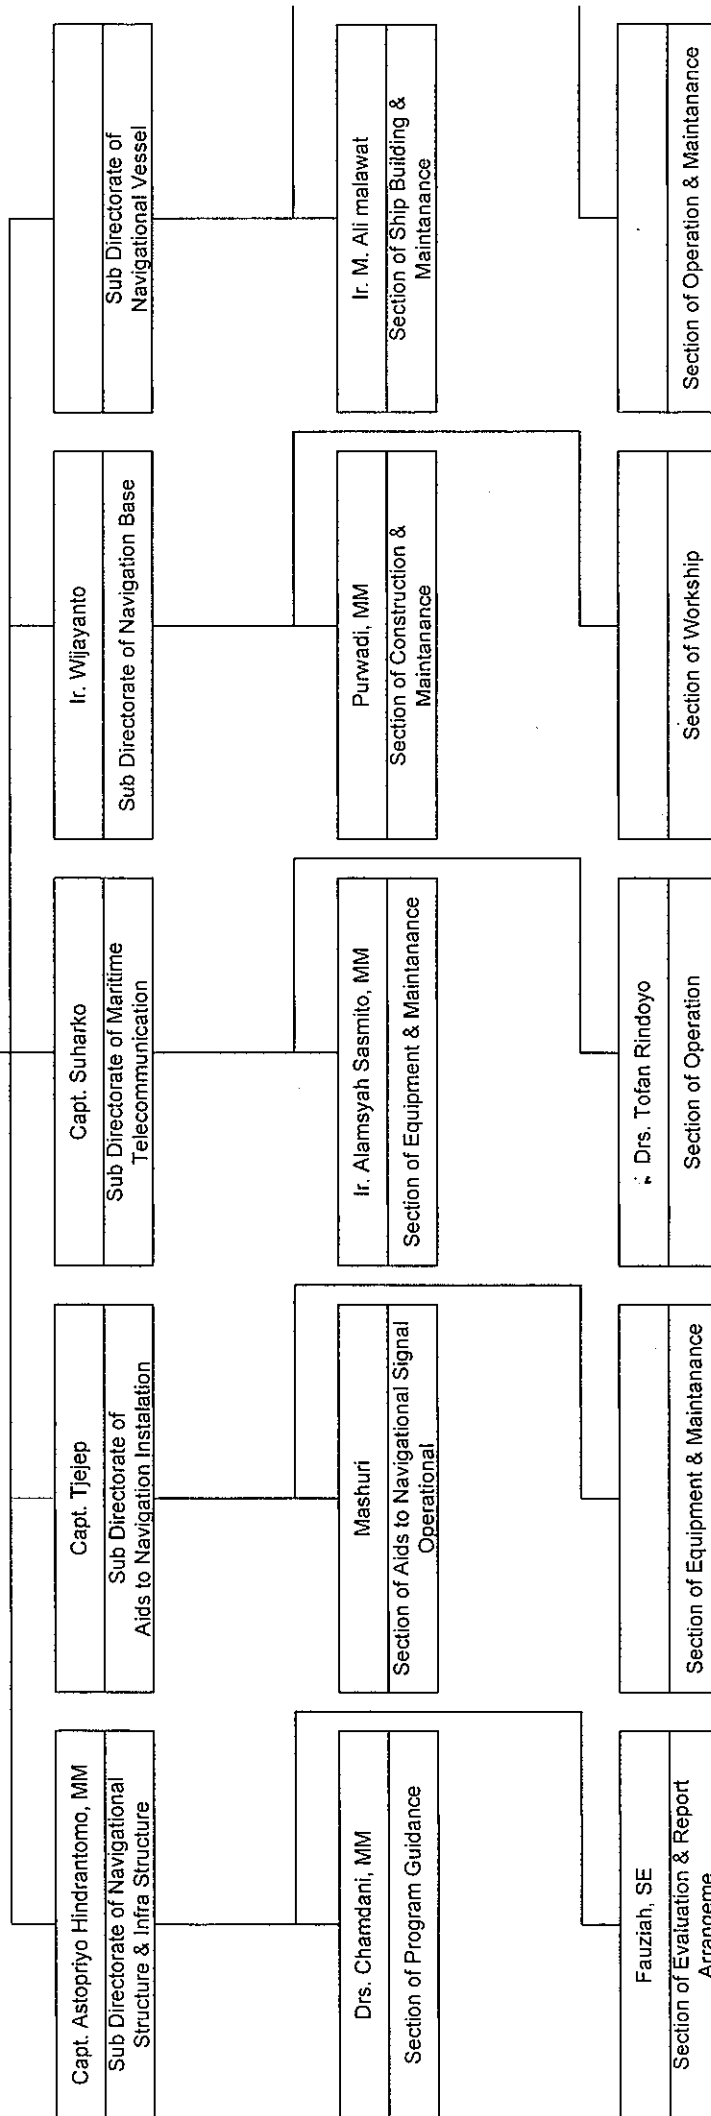 Capt. Astopriyo Hindrantomo, MM
Sub Directorate of Navigational
Structure & Infra Structure
Capt. Tjejep
Sub Directorate of
Aids to Navigation Instalation
Capt. Suharko
Sub Directorate of Maritime
Telecommunication
Ir. Wijayanto
Sub Directorate of Navigation Base
Sub Directorate of
Navigational Vessel
Drs. Chamdani, MM
Section of Program Guidance
Mashuri
Section of Aids to Navigational Signal
Operational
Ir. Alamsyah Sasmito, MM
Section of Equipment & Maintanance
Purwadi, MM
Section of Construction &
Maintanance
Ir. M. Ali malawat
Section of Ship Building &
Maintanance
Fauziah, SE
Section of Evaluation & Report
Arrangeme
Section of Equipment & Maintanance
Drs. Tofan Rindoyo
Section of Operation
Section of Workship
Section of Operation & Maintanance